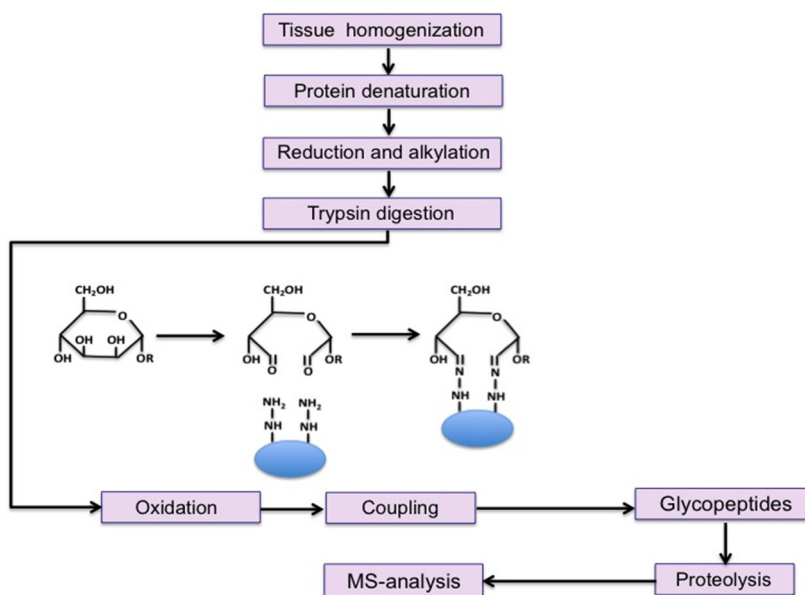 Tissue homogenization
Protein denaturation
Reduction and alkylation
Trypsin digestion
CH2OH
O
OH
OH
OH
OR
CH2OH
O
OH
O
O
OR
NH2
NH2
NH
NH
CH2OH
O
OH
N
N
OR
NH
NH
Oxidation
Coupling
Glycopeptides
MS-analysis
Proteolysis